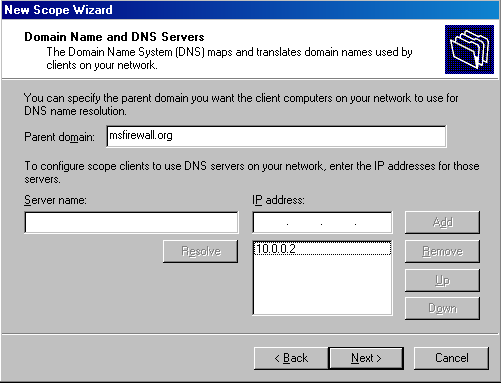 New Scope Wizard
Domain Name and DNS Servers
The Domain Name System (DNS) maps and translates domain names used by
clients on your network.
You can specify the parent domain you want the client computers on your network to use for
DNS name resolution.
Parent domain: msfirewall.org
To configure scope clients to use DNS servers on your network, enter the IP addresses for those
servers.
Server name: IP address:
. . . Add
Resolve 10.0.0.2 Remove
Up
Down
< Back Next > Cancel